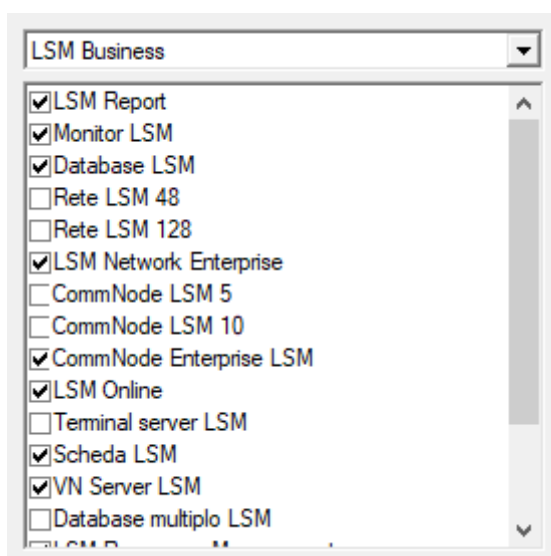 LSM Business
LSM Report
Monitor LSM
Database LSM
Rete LSM 48
Rete LSM 128
LSM Network Enterprise
CommNode LSM 5
CommNode LSM 10
CommNode Enterprise LSM
LSM Online
Terminal server LSM
Scheda LSM
VN Server LSM
Database multiplo LSM
LSM